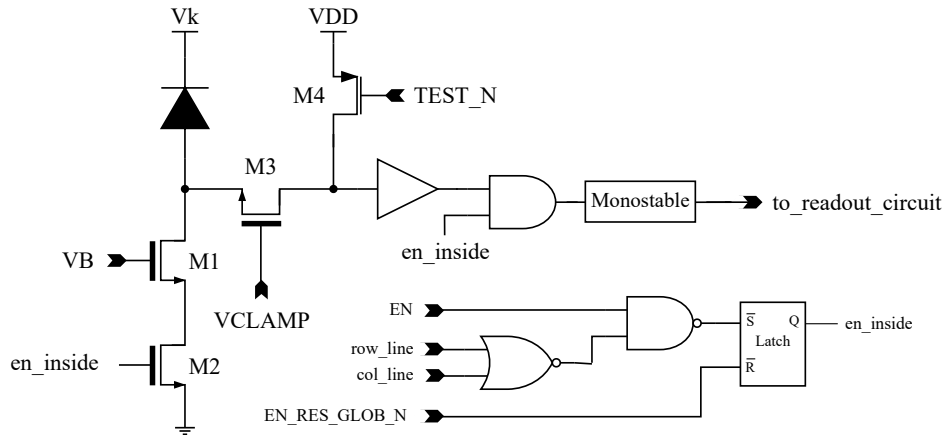 Vk
VDD
M4
TEST_N
M3
Monostable
to_readout_circuit
en_inside
VB
M1
VCLAMP
EN
S
Q
en_inside
row_line
Latch
en_inside
M2
col_line
R
EN_RES_GLOB_N